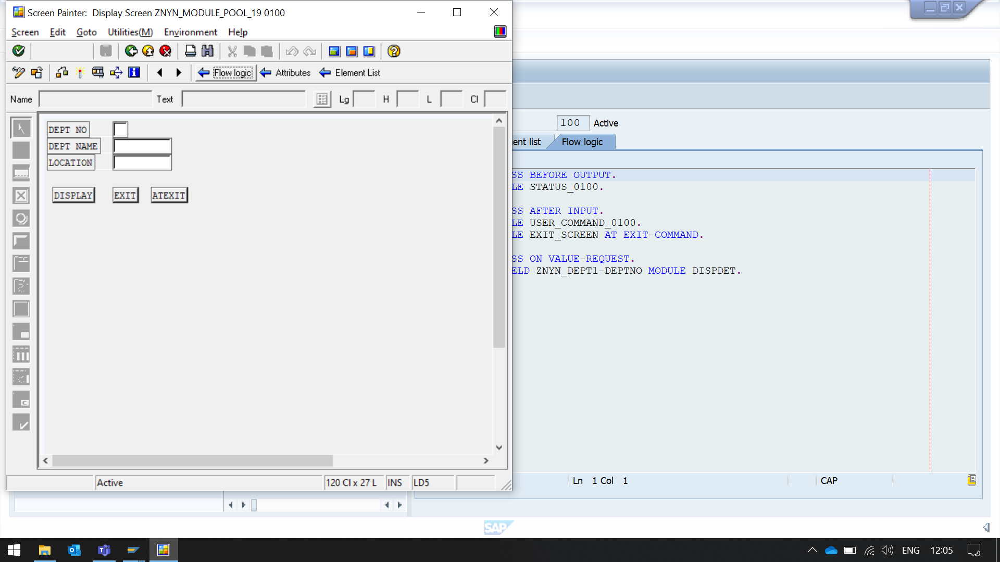 Screen Painter: Display Screen ZNYN_MODULE_POOL_19 0100
Screen Edit Goto Utilities(M) Environment Help
Flow logic Attributes Element List
Name Text Lg H L Cl
DEPT NO
DEPT NAME
LOCATION
DISPLAY EXIT ATEXIT
Active 120 Cl x 27 L INS LD5
100 Active
ent list Flow logic
SS BEFORE OUTPUT.
LE STATUS_0100.
SS AFTER INPUT.
LE USER_COMMAND_0100.
LE EXIT_SCREEN AT EXIT-COMMAND.
SS ON VALUE-REQUEST.
ELD ZNYN_DEPT1-DEPTNO MODULE DISPDET.
Ln 1 Col 1 CAP
SAP
ENG 12:05